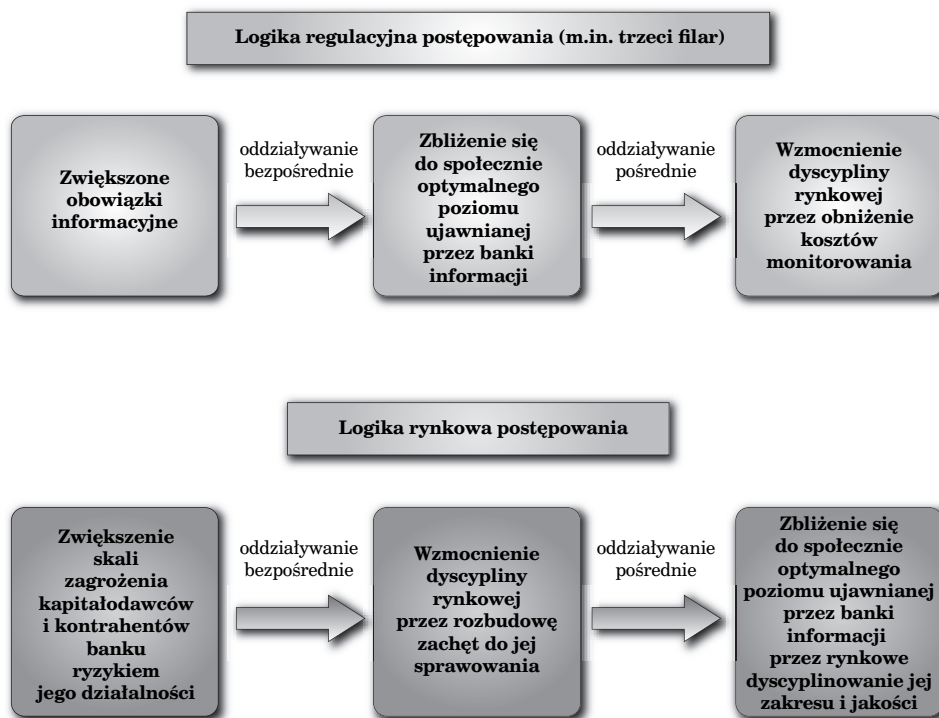 Logika regulacyjna postępowania (m.in. trzeci filar)
Zwiększone
obowiązki
informacyjne
oddziaływanie
bezpośrednie
Zbliżenie się
do społecznie
optymalnego
poziomu
ujawnianej
przez banki
informacji
oddziaływanie
pośrednie
Wzmocnienie
dyscypliny
rynkowej
przez obniżenie
kosztów
monitorowania
Logika rynkowa postępowania
Zwiększenie
skali
zagrożenia
kapitałodawców
i kontrahentów
banku
ryzykiem
jego działalności
oddziaływanie
bezpośrednie
Wzmocnienie
dyscypliny
rynkowej
przez rozbudowę
zachęt do jej
sprawowania
oddziaływanie
pośrednie
Zbliżenie się
do społecznie
optymalnego
poziomu ujawnianej
przez banki
informacji
przez rynkowe
dyscyplinowanie jej
zakresu i jakości